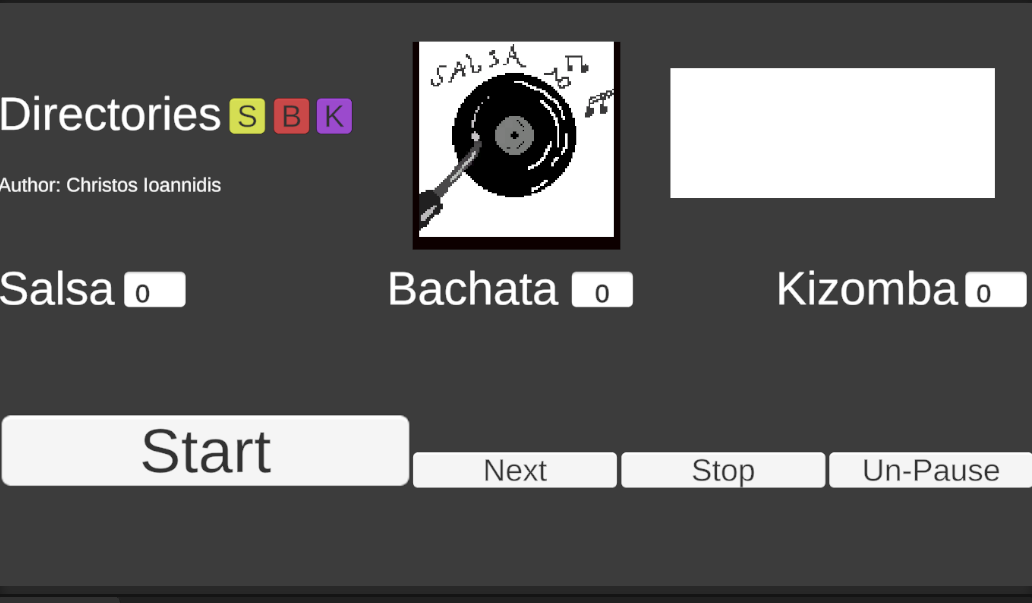 SALSA
Directories S B K
Author: Christos Ioannidis
Salsa 0
Bachata 0
Kizomba 0
Start
Next
Stop
Un-Pause